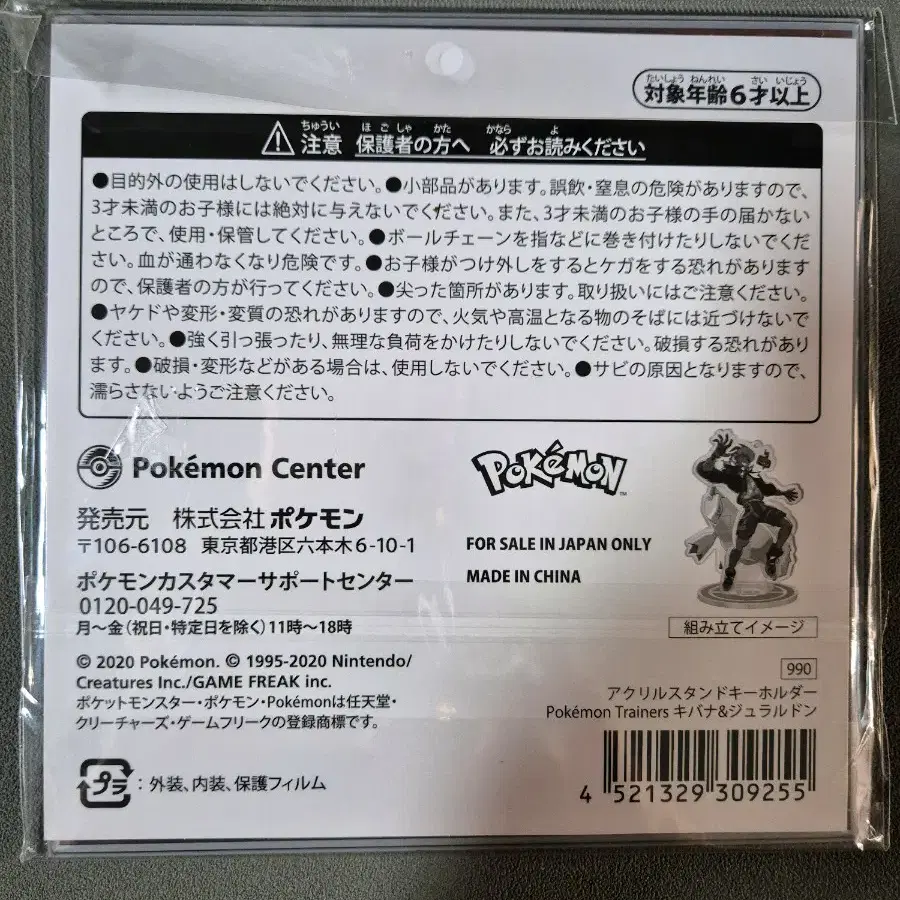 たいしょう ねんれい さい いじょう
対象年齢6才以上
ちゅうい ほごしゃ かた かなら よ
注意 保護者の方へ 必ずお読みください
●目的外の使用はしないでください。●小部品があります。誤飲・窒息の危険がありますので、
3才未満のお子様には絶対に与えないでください。また、3才未満のお子様の手の届かない
ところで、使用・保管してください。●ボールチェーンを指などに巻き付けたりしないでくだ
さい。血が通わなくなり危険です。●お子様がつけ外しをするとケガをする恐れがあります
ので、保護者の方が行ってください。●尖った箇所があります。取り扱いにはご注意ください。
●ヤケドや変形・変質の恐れがありますので、火気や高温となる物のそばには近づけないで
ください。●強く引っ張ったり、無理な負荷をかけたりしないでください。破損する恐れがあり
ます。●破損・変形などがある場合は、使用しないでください。●サビの原因となりますので、
濡らさないようご注意ください。
Pokémon Center
POKéMON
TM
発売元 株式会社ポケモン
〒106-6108 東京都港区六本木6-10-1
ポケモンカスタマーサポートセンター
0120-049-725
月～金(祝日・特定日を除く)11時～18時
FOR SALE IN JAPAN ONLY
MADE IN CHINA
組み立てイメージ
© 2020 Pokémon. © 1995-2020 Nintendo/
Creatures Inc./GAME FREAK inc.
ポケットモンスター・ポケモン・Pokémonは任天堂・
クリーチャーズ・ゲームフリークの登録商標です。
990
アクリルスタンドキーホルダー
Pokémon Trainers キバナ&ジュラルドン
プラ : 外装、内装、保護フィルム
4 521329 309255